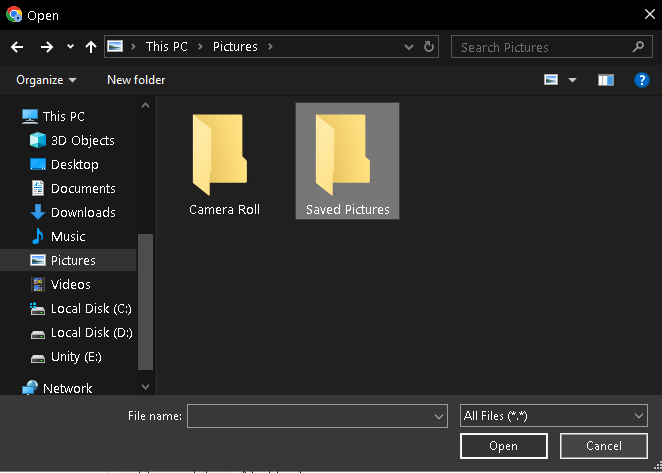 Open
This PC
Pictures
Search Pictures
Organize
New folder
This PC
3D Objects
Desktop
Documents
Downloads
Music
Pictures
Videos
Local Disk (C:)
Local Disk (D:)
Unity (E:)
Network
Camera Roll
Saved Pictures
File name:
All Files (*.*)
Open
Cancel